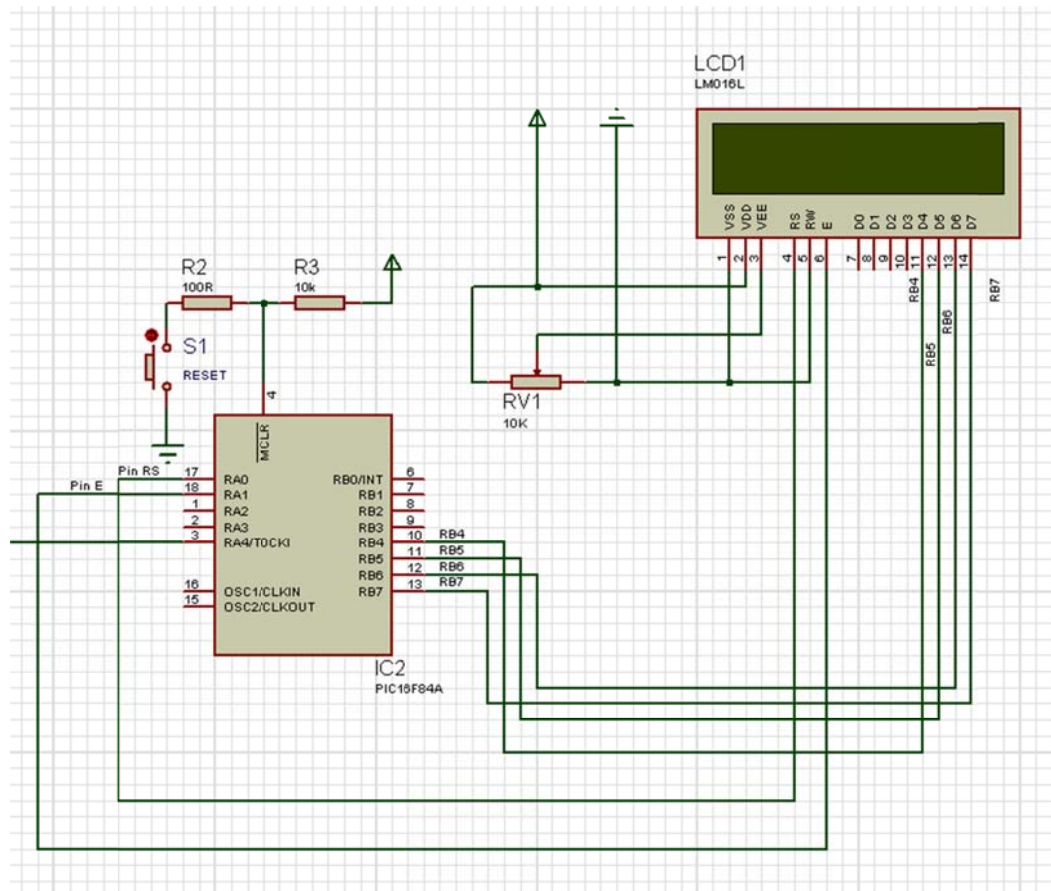 LCD1
LM016L
VSS
VDD
VEE
RS
RW
E
D0
D1
D2
D3
D4
D5
D6
D7
1
2
3
4
5
6
7
8
9
10
11
12
13
14
RB4
RB5
RB6
RB7
R2
100R
R3
10k
S1
RESET
RV1
10K
4
MCLR
Pin RS
17
RA0
Pin E
18
RA1
1
RA2
2
RA3
3
RA4/T0CKI
16
OSC1/CLKIN
15
OSC2/CLKOUT
RB0/INT
6
RB1
7
RB2
8
RB3
9
RB4
10
RB4
RB5
11
RB5
RB6
12
RB6
RB7
13
RB7
IC2
PIC16F84A